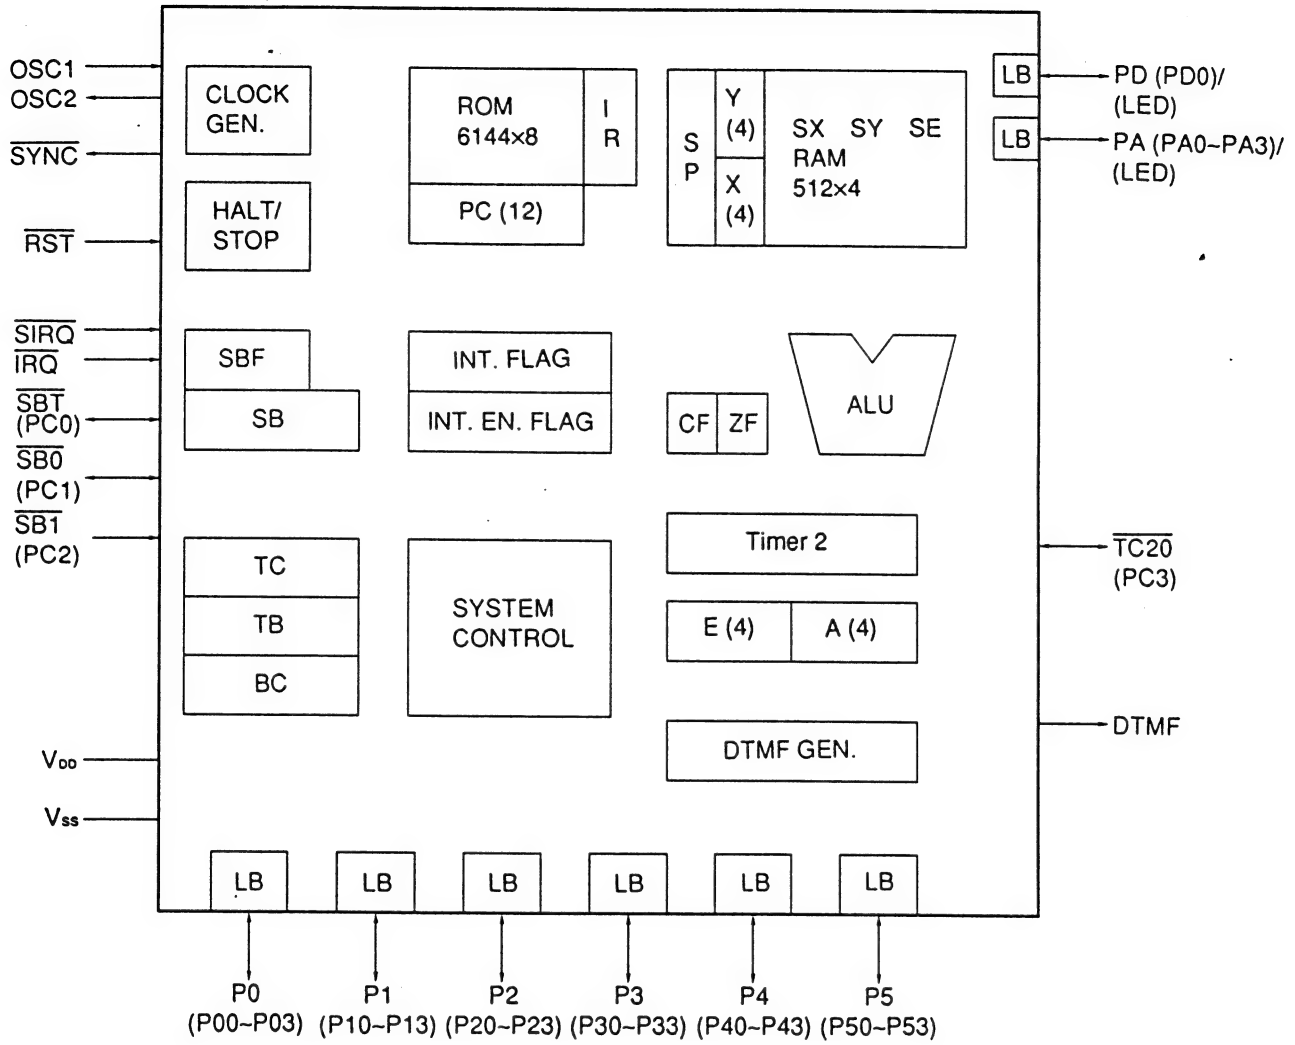 OSC1
OSC2
SYNC
RST
SIRQ
IRQ
SBT
(PC0)
SB0
(PC1)
SB1
(PC2)
VDD
VSS
CLOCK
GEN.
HALT/
STOP
ROM
6144×8
I
R
PC (12)
S
P
Y
(4)
X
(4)
SX SY SE
RAM
512×4
LB
PD (PD0)/
(LED)
LB
PA (PA0~PA3)/
(LED)
SBF
SB
INT. FLAG
INT. EN. FLAG
CF
ZF
ALU
TC
TB
BC
SYSTEM
CONTROL
Timer 2
E (4)
A (4)
DTMF GEN.
TC20
(PC3)
DTMF
LB
LB
LB
LB
LB
LB
P0
(P00~P03)
P1
(P10~P13)
P2
(P20~P23)
P3
(P30~P33)
P4
(P40~P43)
P5
(P50~P53)